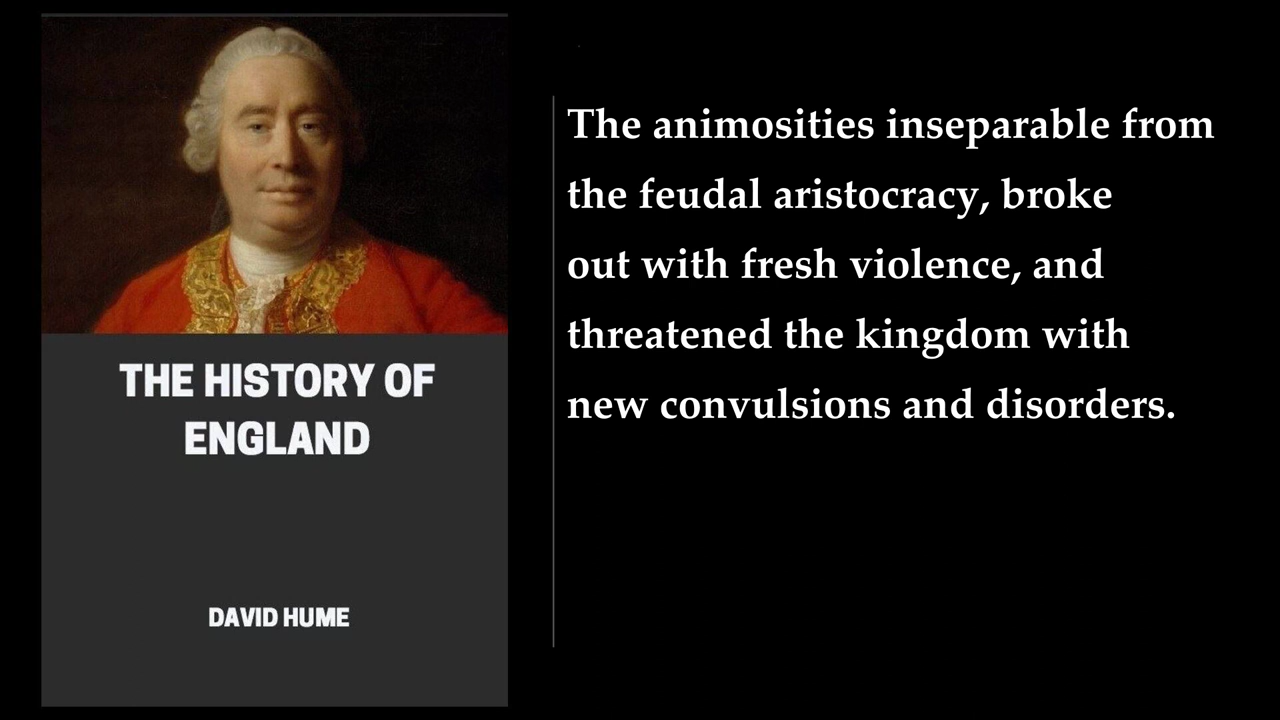 THE HISTORY OF
ENGLAND
DAVID HUME
The animosities inseparable from
the feudal aristocracy, broke
out with fresh violence, and
threatened the kingdom with
new convulsions and disorders.